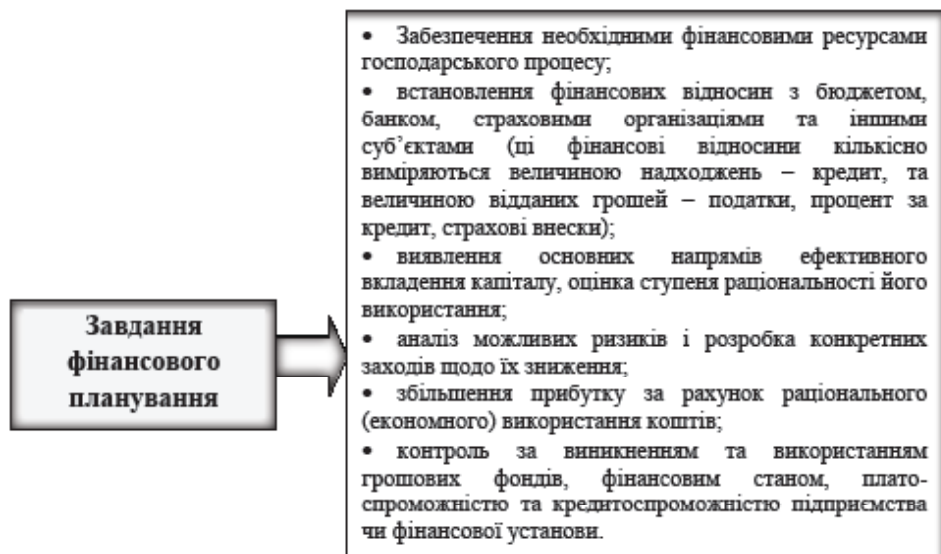 Завдання
фінансового
планування
• Забезпечення необхідними фінансовими ресурсами
господарського процесу;
• встановлення фінансових відносин з бюджетом,
банком, страховими організаціями та іншими
суб’єктами (ці фінансові відносини кількісно
виміряються величиною надходжень – кредит, та
величиною відданих грошей – податки, процент за
кредит, страхові внески);
• виявлення основних напрямів ефективного
вкладення капіталу, оцінка ступеня раціональності його
використання;
• аналіз можливих ризиків і розробка конкретних
заходів щодо їх зниження;
• збільшення прибутку за рахунок раціонального
(економного) використання коштів;
• контроль за виникненням та використанням
грошових фондів, фінансовим станом, плато-
спроможністю та кредитоспроможністю підприємства
чи фінансової установи.